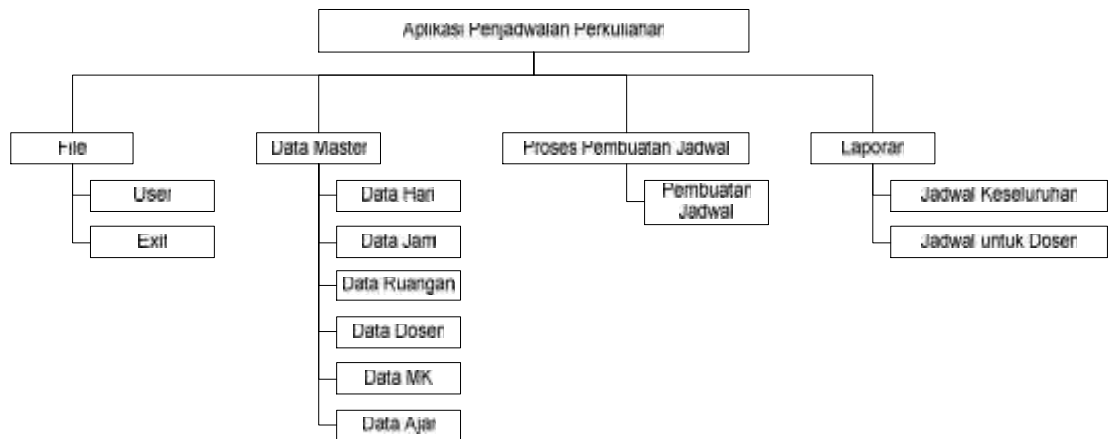 Aplikasi Penjadwalan Perkuliahan
File
Data Master
Proses Pembuatan Jadwal
Laporan
User
Exit
Data Hari
Data Jam
Data Ruangan
Data Dosen
Data MK
Data Ajar
Pembuatan
Jadwal
Jadwal Keseluruhan
Jadwal untuk Dosen